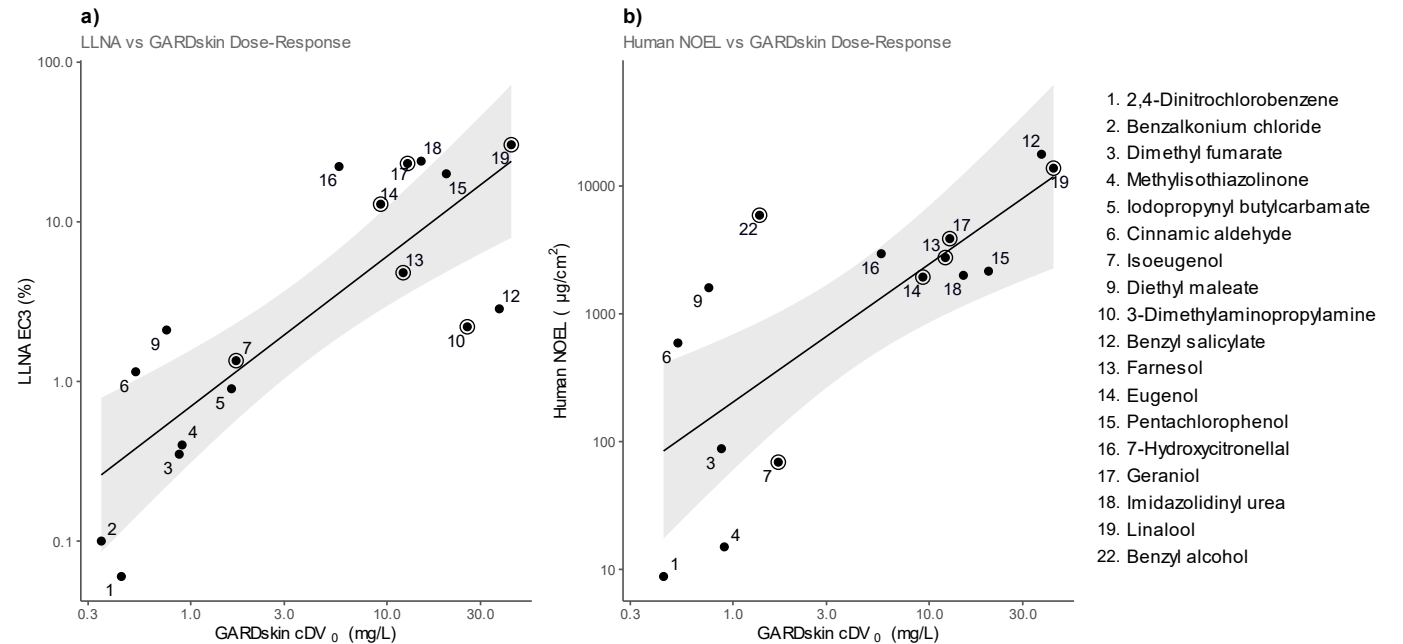 a)
LLNA vs GARDskin Dose-Response
100.0
10.0
1.0
0.1
LLNA EC3 (%)
0.3 1.0 3.0 10.0 30.0
GARDskin cDV0 (mg/L)
1
2
3
4
5
6
7
9
10
12
13
14
15
16
17
18
19
b)
Human NOEL vs GARDskin Dose-Response
10000
1000
100
10
Human NOEL ( µg/cm2)
0.3 1.0 3.0 10.0 30.0
GARDskin cDV0 (mg/L)
1
3
4
6
7
9
12
13
14
15
16
17
18
19
22
1. 2,4-Dinitrochlorobenzene
2. Benzalkonium chloride
3. Dimethyl fumarate
4. Methylisothiazolinone
5. Iodopropynyl butylcarbamate
6. Cinnamic aldehyde
7. Isoeugenol
9. Diethyl maleate
10. 3-Dimethylaminopropylamine
12. Benzyl salicylate
13. Farnesol
14. Eugenol
15. Pentachlorophenol
16. 7-Hydroxycitronellal
17. Geraniol
18. Imidazolidinyl urea
19. Linalool
22. Benzyl alcohol